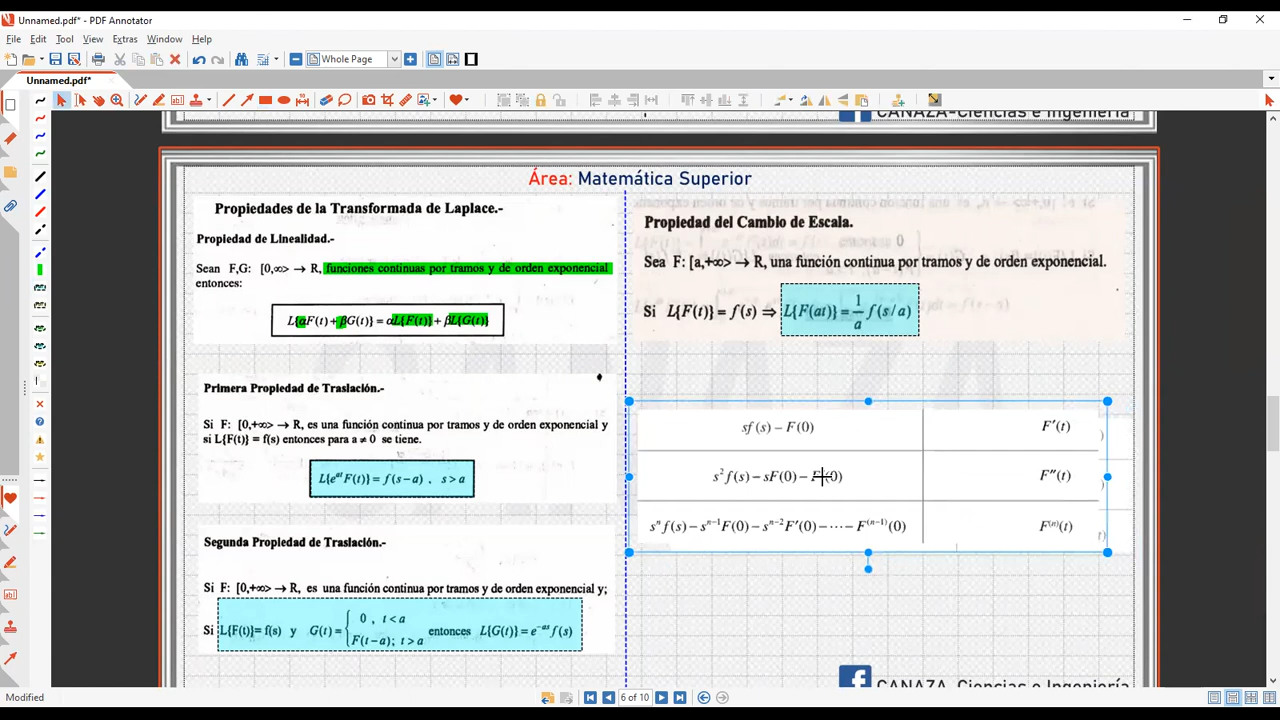 Unnamed.pdf* - PDF Annotator
File Edit Tool View Extras Window Help
Whole Page
Unnamed.pdf*
CANAZA-Ciencias e Ingeniería
Área: Matemática Superior
Propiedades de la Transformada de Laplace.-
Propiedad de Linealidad.-
Sean F,G: [0,∞> → R, funciones continuas por tramos y de orden exponencial
entonces:
L{αF(t) + βG(t)} = αL{F(t)} + βL{G(t)}
Primera Propiedad de Traslación.-
Si F: [0,+∞> → R, es una función continua por tramos y de orden exponencial y
si L{F(t)} = f(s) entonces para a ≠ 0 se tiene.
L{e^{at} F(t)} = f(s-a) , s > a
Segunda Propiedad de Traslación.-
Si F: [0,+∞> → R, es una función continua por tramos y de orden exponencial y;
Si L{F(t)}= f(s) y G(t) = { 0 , t < a
F(t-a); t > a entonces L{G(t)} = e^{-as} f(s)
Propiedad del Cambio de Escala.
Sea F: [a,+∞> → R, una función continua por tramos y de orden exponencial.
Si L{F(t)} = f(s) ⇒ L{F(at)} = 1/a f(s/a)
sf(s) - F(0) F'(t)
s² f(s) - sF(0) - F'(0) F''(t)
sⁿ f(s) - sⁿ⁻¹F(0) - sⁿ⁻²F'(0) - ⋯ - F⁽ⁿ⁻¹⁾(0) F⁽ⁿ⁾(t)
CANAZA-Ciencias e Ingeniería
Modified
6 of 10